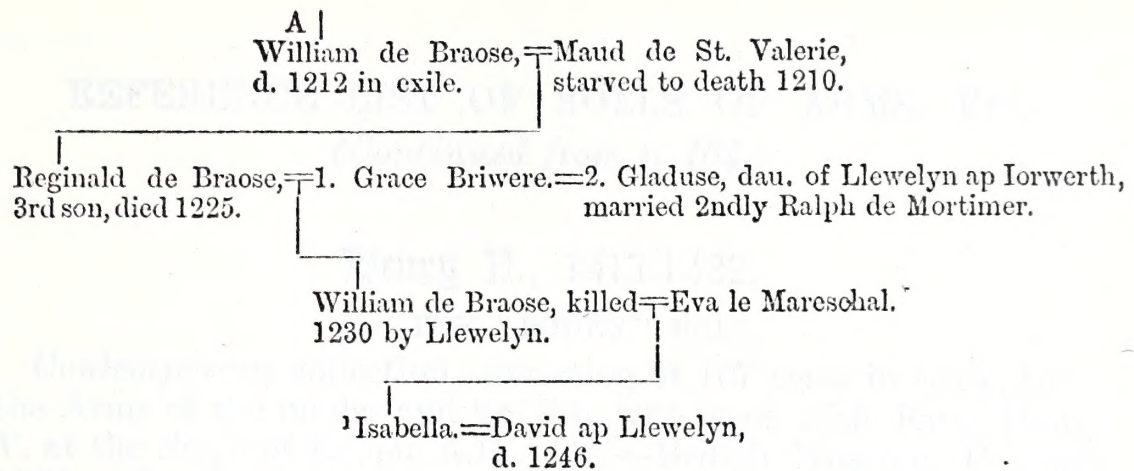 A
William de Braose,=Maud de St. Valerie,
d. 1212 in exile. starved to death 1210.
Reginald de Braose,=1. Grace Briwere.=2. Gladuse, dau. of Llewelyn ap Iorwerth,
3rd son, died 1225. married 2ndly Ralph de Mortimer.
William de Braose, killed=Eva le Mareschal.
1230 by Llewelyn.
¹Isabella.=David ap Llewelyn,
d. 1246.